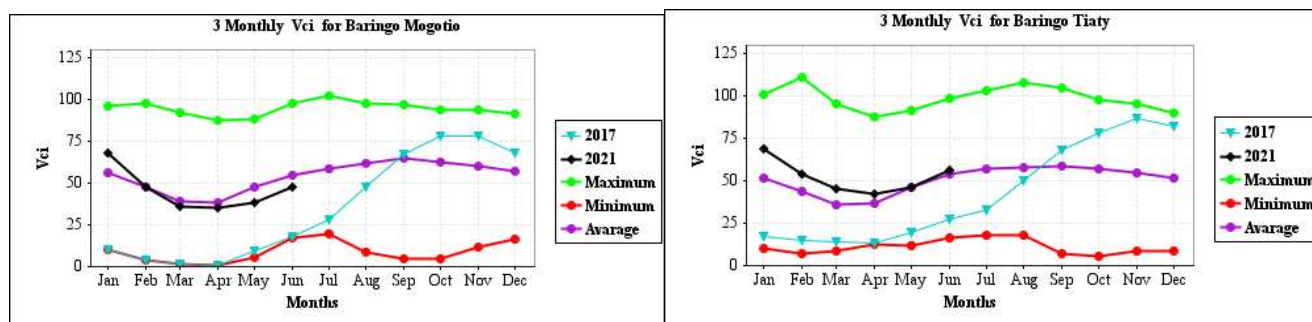 3 Monthly Vci for Baringo Mogotio
125
100
75
50
25
0
Vci
Jan Feb Mar Apr May Jun Jul Aug Sep Oct Nov Dec
Months
2017
2021
Maximum
Minimum
Avarage
3 Monthly Vci for Baringo Tiaty
125
100
75
50
25
0
Vci
Jan Feb Mar Apr May Jun Jul Aug Sep Oct Nov Dec
Months
2017
2021
Maximum
Minimum
Avarage